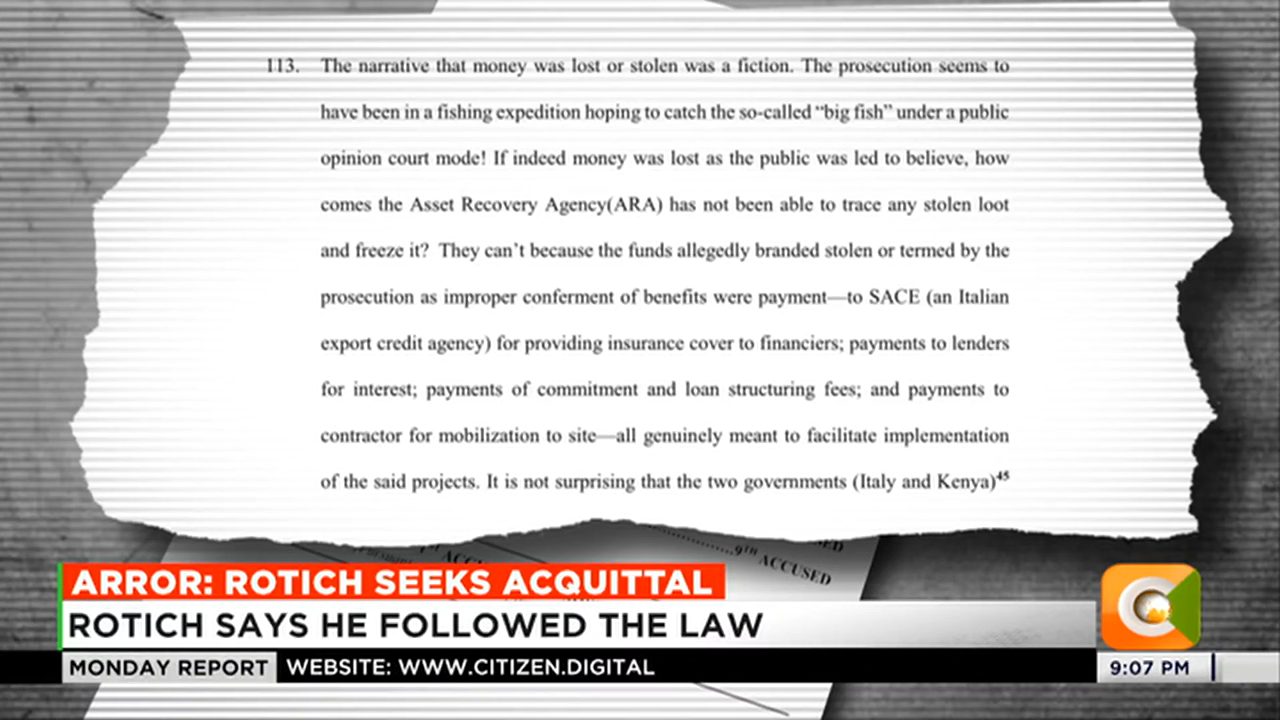 113. The narrative that money was lost or stolen was a fiction. The prosecution seems to
have been in a fishing expedition hoping to catch the so-called “big fish” under a public
opinion court mode! If indeed money was lost as the public was led to believe, how
comes the Asset Recovery Agency(ARA) has not been able to trace any stolen loot
and freeze it? They can’t because the funds allegedly branded stolen or termed by the
prosecution as improper conferment of benefits were payment—to SACE (an Italian
export credit agency) for providing insurance cover to financiers; payments to lenders
for interest; payments of commitment and loan structuring fees; and payments to
contractor for mobilization to site—all genuinely meant to facilitate implementation
of the said projects. It is not surprising that the two governments (Italy and Kenya)45
9TH ACCUSED
ARROR: ROTICH SEEKS ACQUITTAL
ROTICH SAYS HE FOLLOWED THE LAW
MONDAY REPORT WEBSITE: WWW.CITIZEN.DIGITAL 9:07 PM